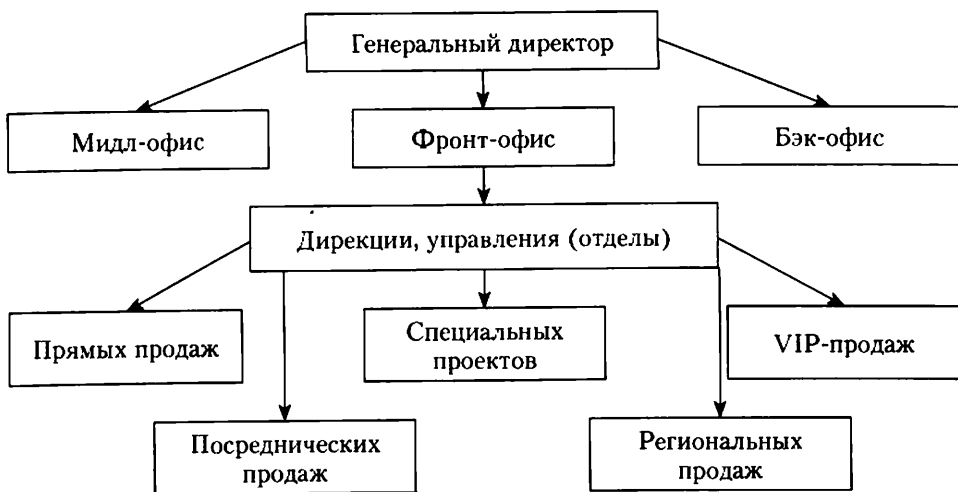 Генеральный директор
Мидл-офис
Фронт-офис
Бэк-офис
Дирекции, управления (отделы)
Прямых продаж
Специальных
проектов
VIP-продаж
Посреднических
продаж
Региональных
продаж